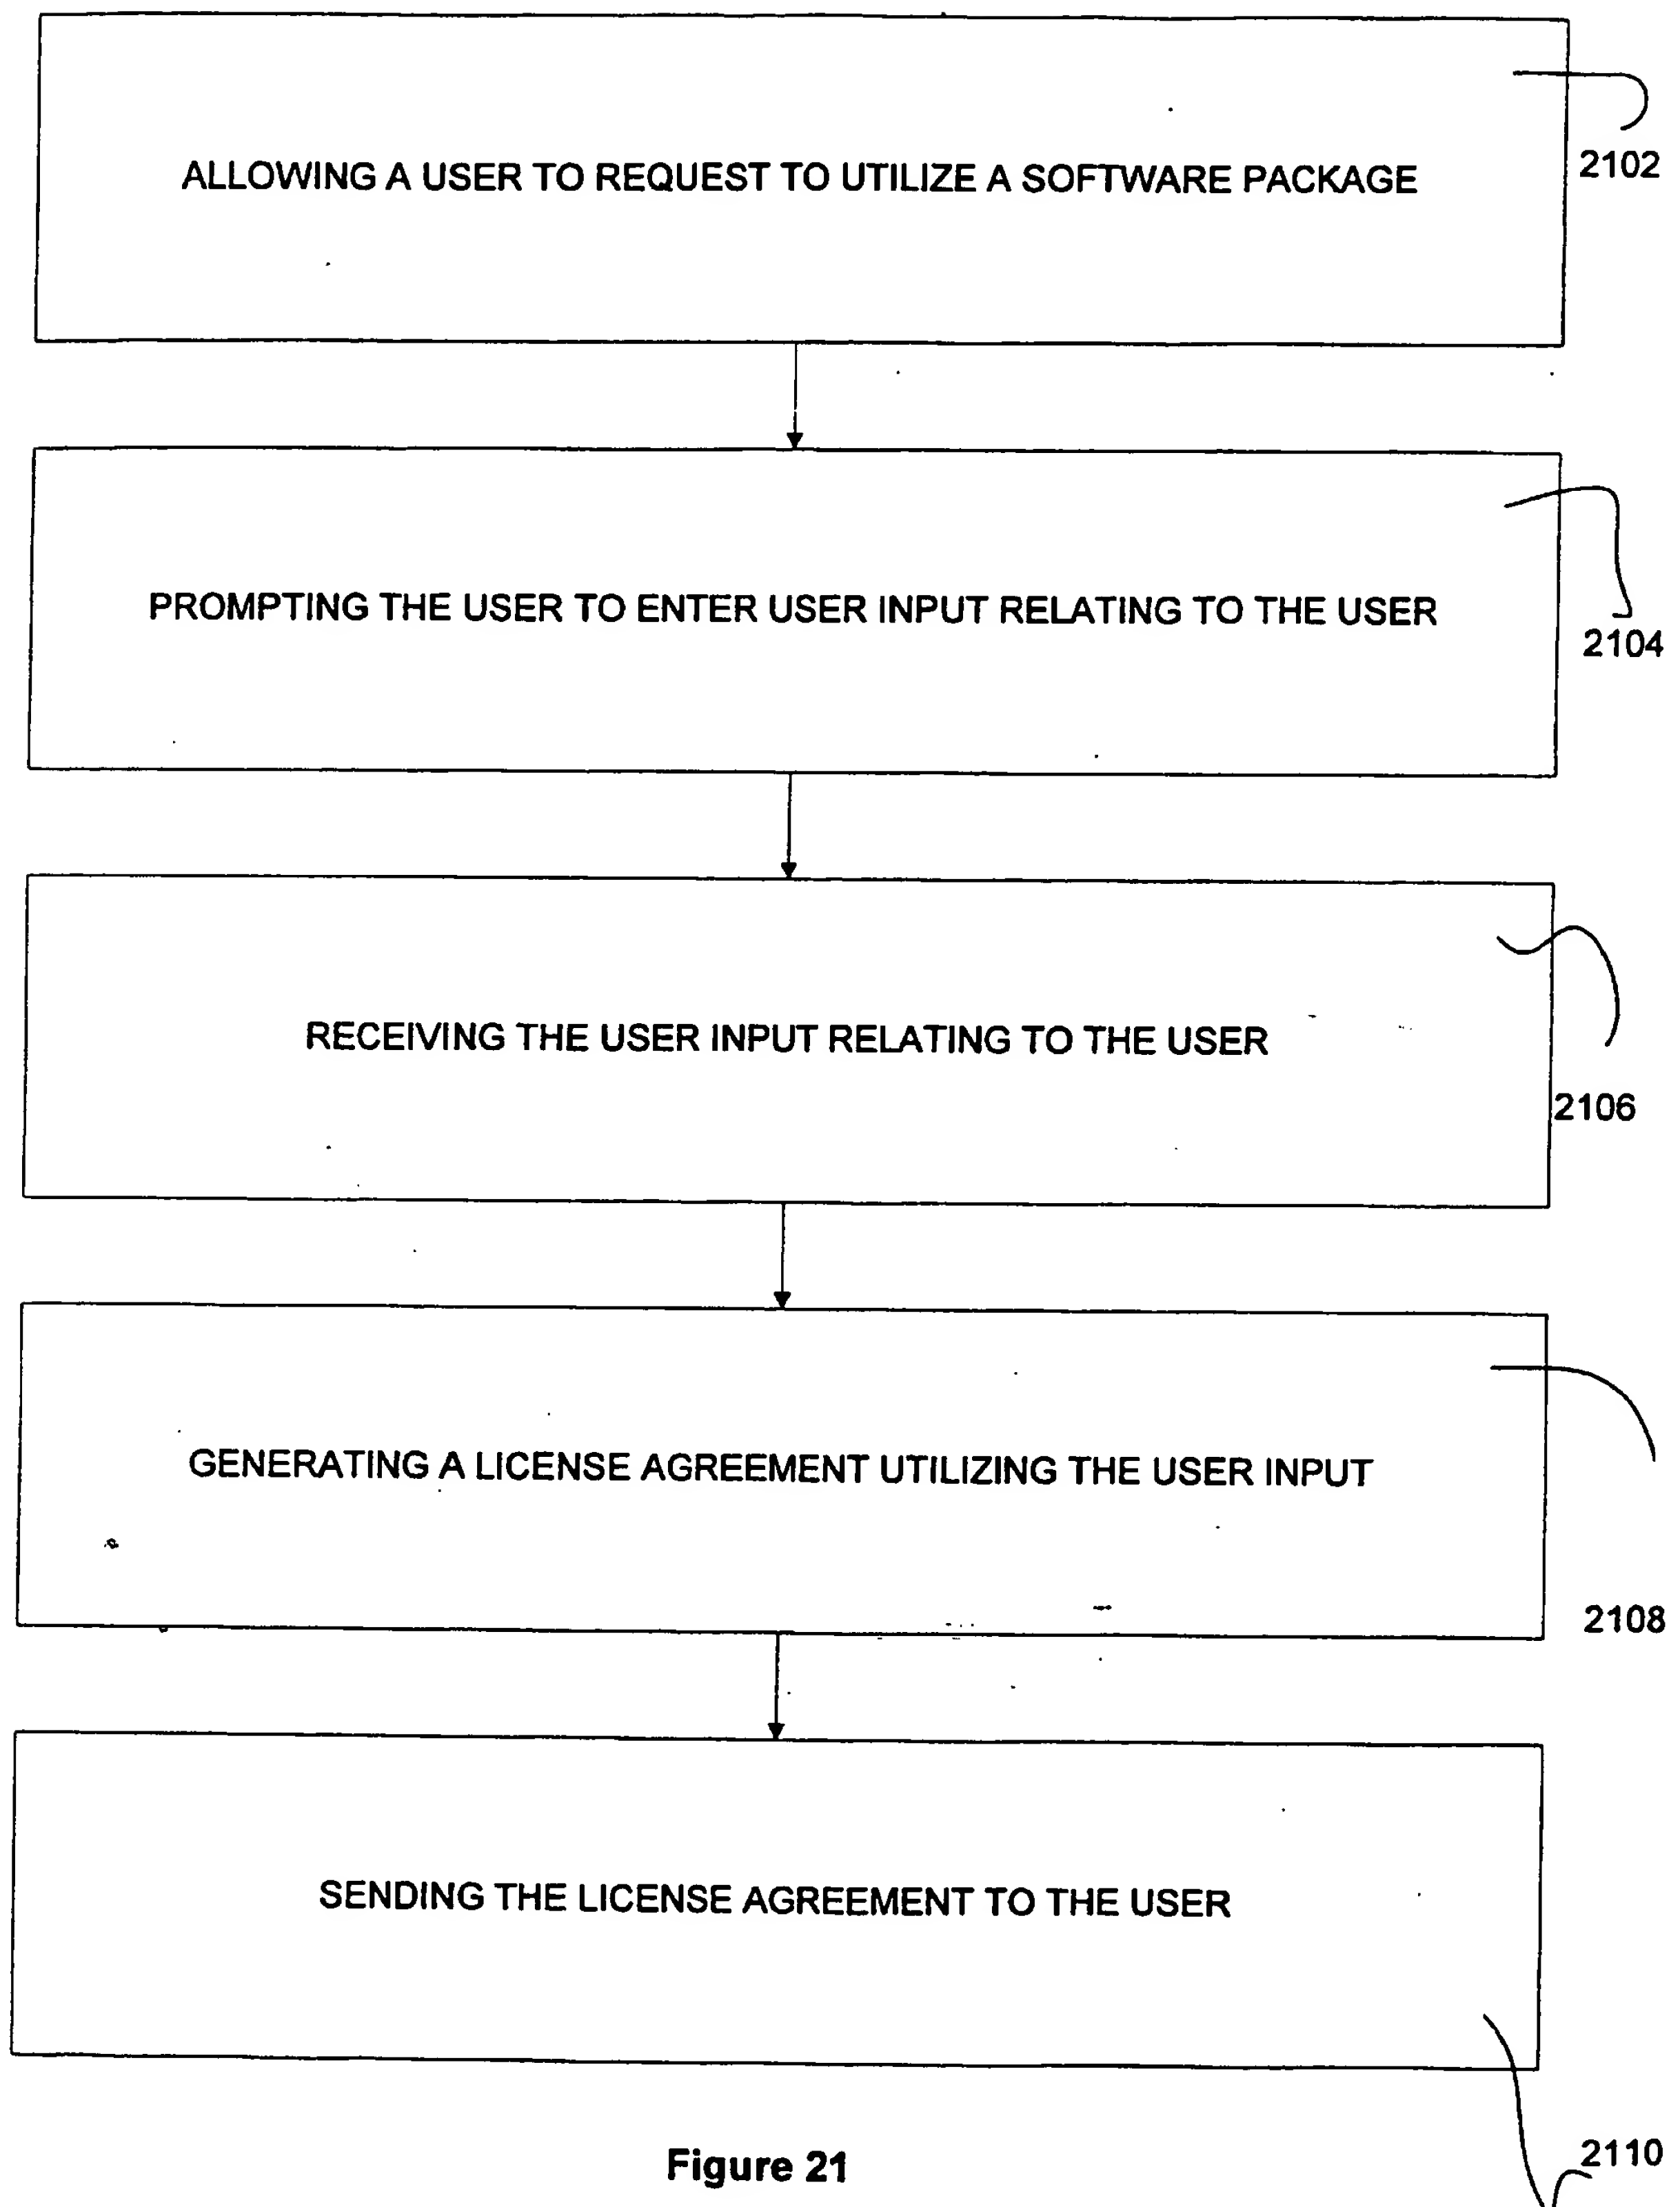 ALLOWING A USER TO REQUEST TO UTILIZE A SOFTWARE PACKAGE
2102
PROMPTING THE USER TO ENTER USER INPUT RELATING TO THE USER
2104
RECEIVING THE USER INPUT RELATING TO THE USER
2106
GENERATING A LICENSE AGREEMENT UTILIZING THE USER INPUT
2108
SENDING THE LICENSE AGREEMENT TO THE USER
2110
Figure 21